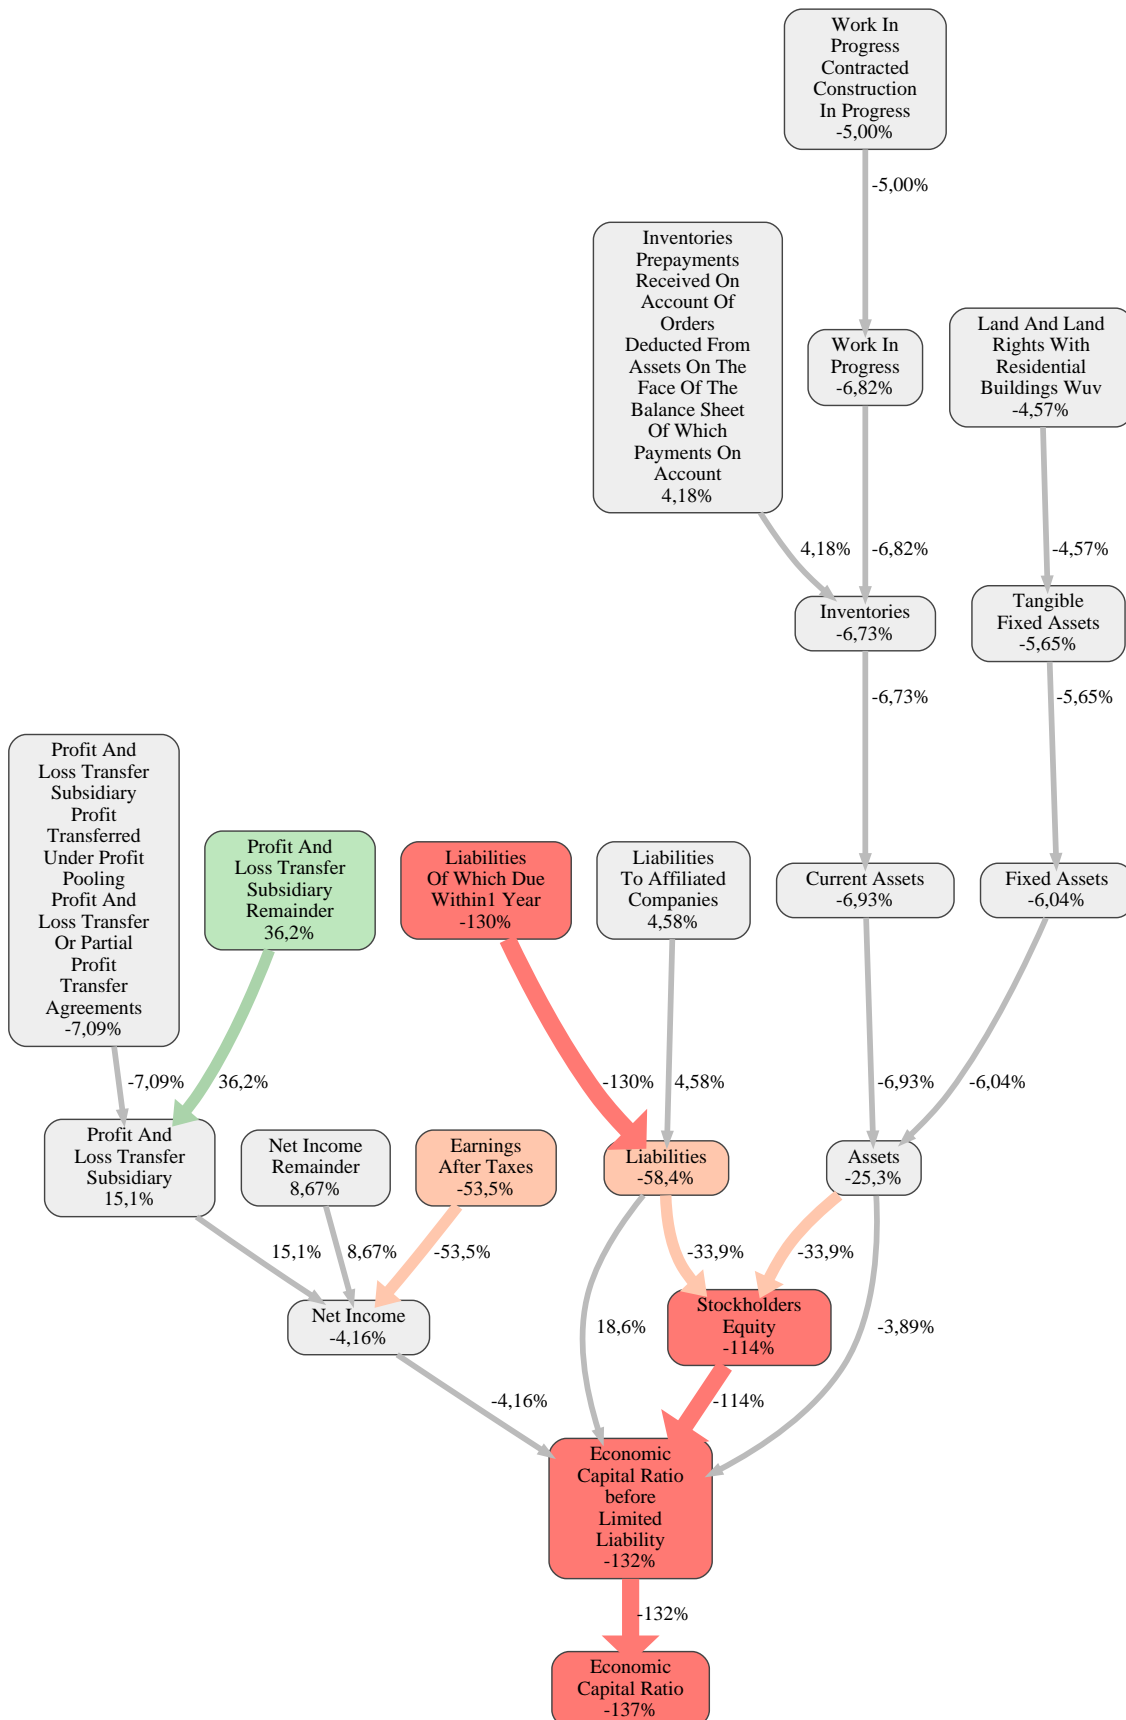 Work In
Progress
Contracted
Construction
In Progress
-5,00%
-5,00%
Inventories
Prepayments
Received On
Account Of
Orders
Deducted From
Assets On The
Face Of The
Balance Sheet
Of Which
Payments On
Account
4,18%
Work In
Progress
-6,82%
Land And Land
Rights With
Residential
Buildings Wuv
-4,57%
4,18%
-6,82%
-4,57%
Inventories
-6,73%
Tangible
Fixed Assets
-5,65%
-6,73%
-5,65%
Profit And
Loss Transfer
Subsidiary
Profit
Transferred
Under Profit
Pooling
Profit And
Loss Transfer
Or Partial
Profit
Transfer
Agreements
-7,09%
Profit And
Loss Transfer
Subsidiary
Remainder
36,2%
Liabilities
Of Which Due
Within1 Year
-130%
Liabilities
To Affiliated
Companies
4,58%
Current Assets
-6,93%
Fixed Assets
-6,04%
-7,09%
36,2%
-130%
4,58%
-6,93%
-6,04%
Profit And
Loss Transfer
Subsidiary
15,1%
Net Income
Remainder
8,67%
Earnings
After Taxes
-53,5%
Liabilities
-58,4%
Assets
-25,3%
15,1%
8,67%
-53,5%
-33,9%
-33,9%
Net Income
-4,16%
18,6%
Stockholders
Equity
-114%
-3,89%
-4,16%
-114%
Economic
Capital Ratio
before
Limited
Liability
-132%
-132%
Economic
Capital Ratio
-137%